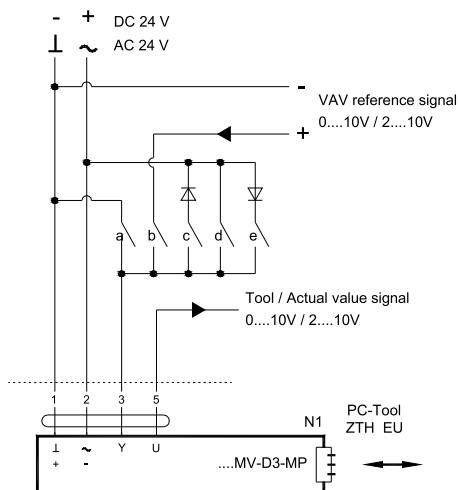 - + DC 24 V
⊥ ~ AC 24 V
-
VAV reference signal
+ 0....10V / 2....10V
a b c d e
Tool / Actual value signal
0....10V / 2....10V
1 2 3 5
N1
PC-Tool
ZTH EU
⊥ ~ Y U
+ -
....MV-D3-MP